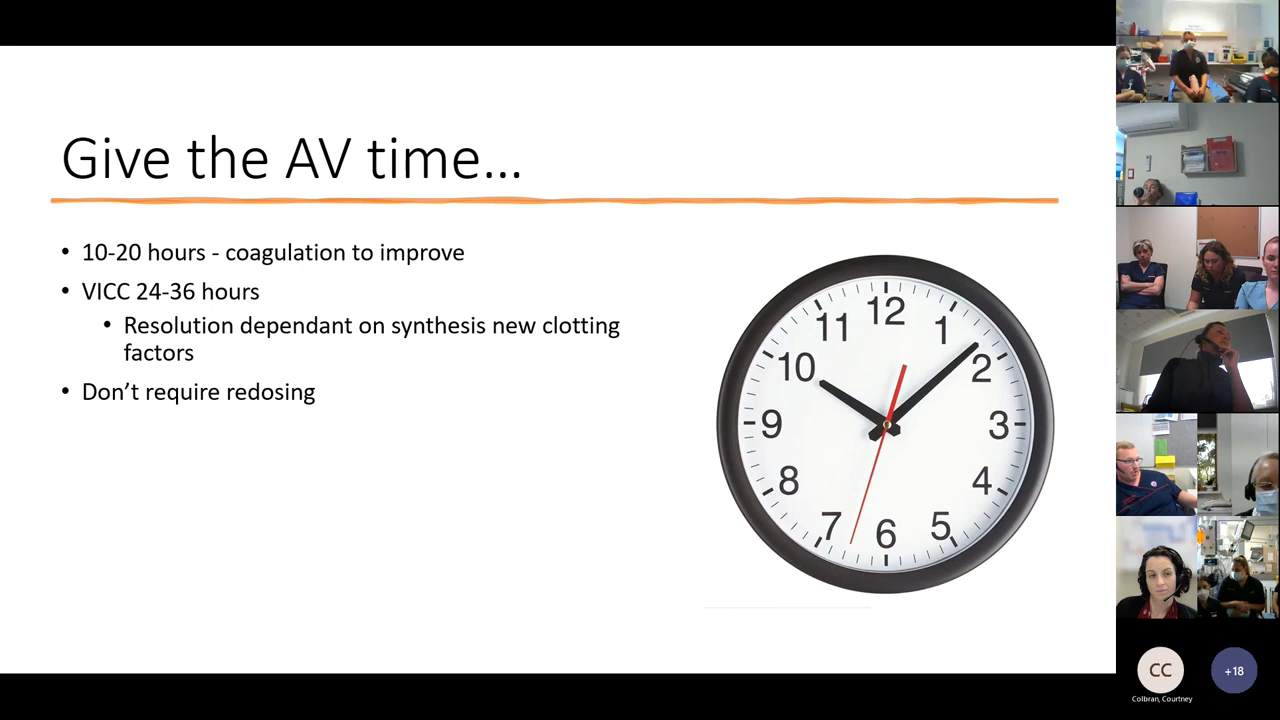 Give the AV time...
• 10-20 hours - coagulation to improve
• VICC 24-36 hours
• Resolution dependant on synthesis new clotting
factors
• Don't require redosing
12
1
2
3
4
5
6
7
8
9
10
11
CC
+18
Colbran, Courtney